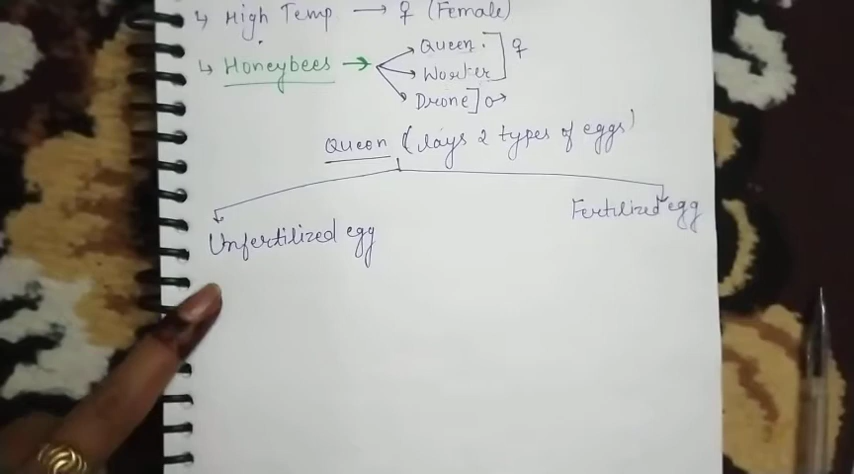 ↳ High Temp → ♀ (Female)
↳ Honeybees → Queen. ] ♀
Worker
Drone ] ♂
Queen (lays 2 types of eggs)
Unfertilized egg
Fertilized egg